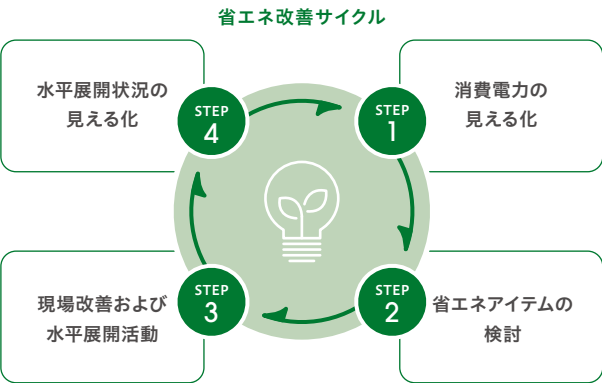 省エネ改善サイクル
STEP
1
消費電力の
見える化
STEP
2
省エネアイテムの
検討
STEP
3
現場改善および
水平展開活動
STEP
4
水平展開状況の
見える化